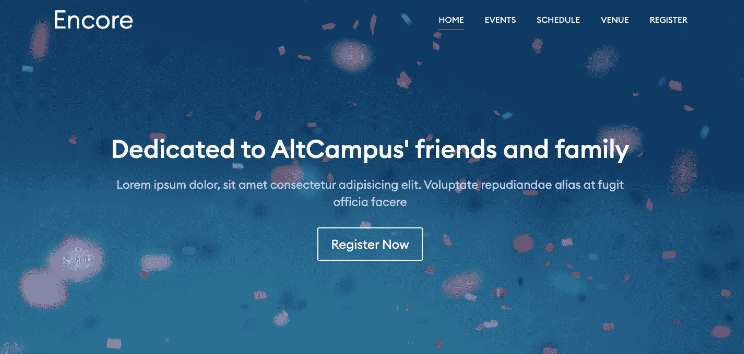 Encore
HOME EVENTS SCHEDULE VENUE REGISTER
Dedicated to AltCampus' friends and family
Lorem ipsum dolor, sit amet consectetur adipisicing elit. Voluptate repudiandae alias at fugit
officia facere
Register Now